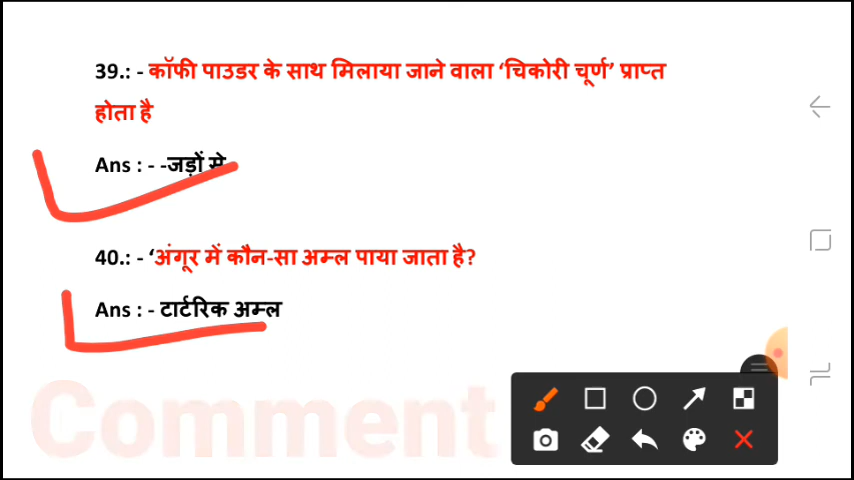 39.: - कॉफी पाउडर के साथ मिलाया जाने वाला ‘चिकोरी चूर्ण’ प्राप्त
होता है
Ans : - -जड़ों से
40.: - ‘अंगूर में कौन-सा अम्ल पाया जाता है?
Ans : - टार्टरिक अम्ल
Comment